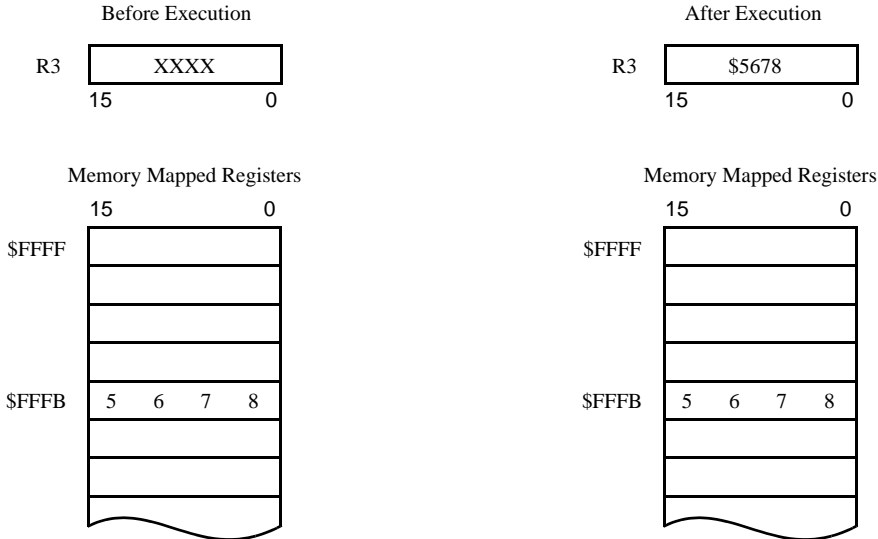 Before Execution After Execution
R3 XXXX R3 $5678
15 0 15 0
Memory Mapped Registers Memory Mapped Registers
15 0 15 0
$FFFF $FFFF
$FFFB 5 6 7 8 $FFFB 5 6 7 8